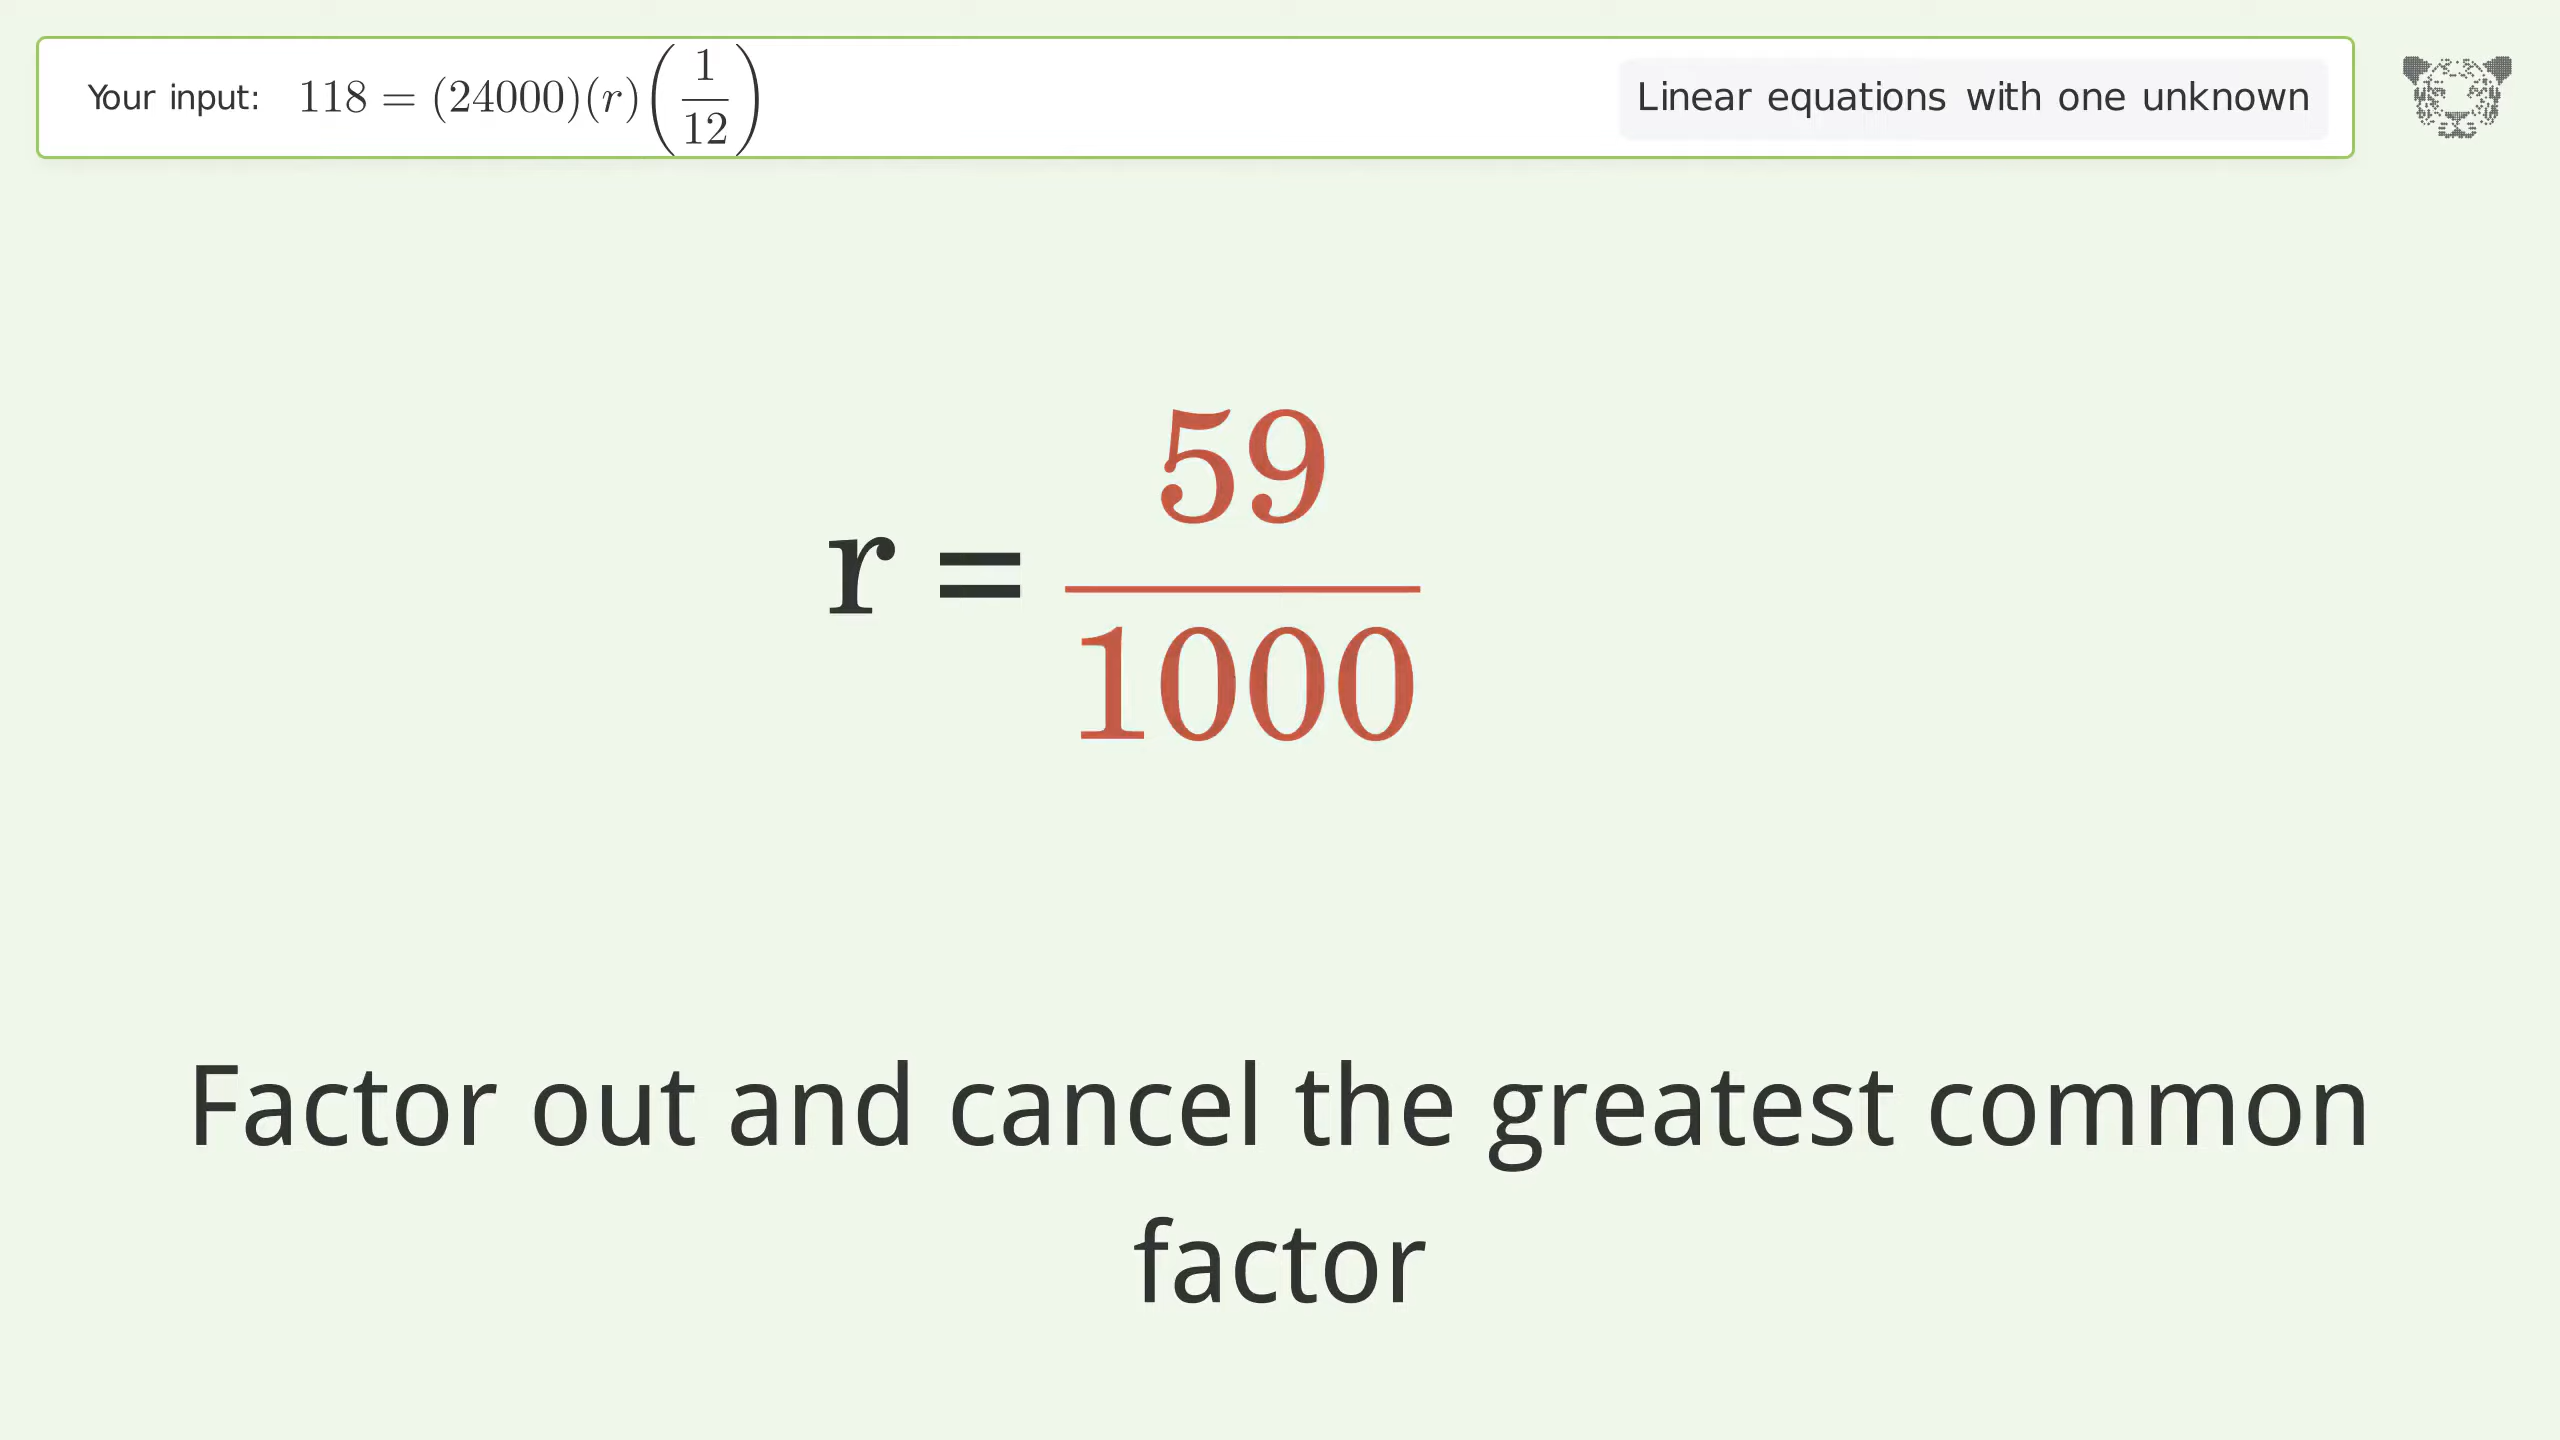 Your input: 118 = (24000)(r)(1/12)
Linear equations with one unknown
r = 59/1000
Factor out and cancel the greatest common
factor